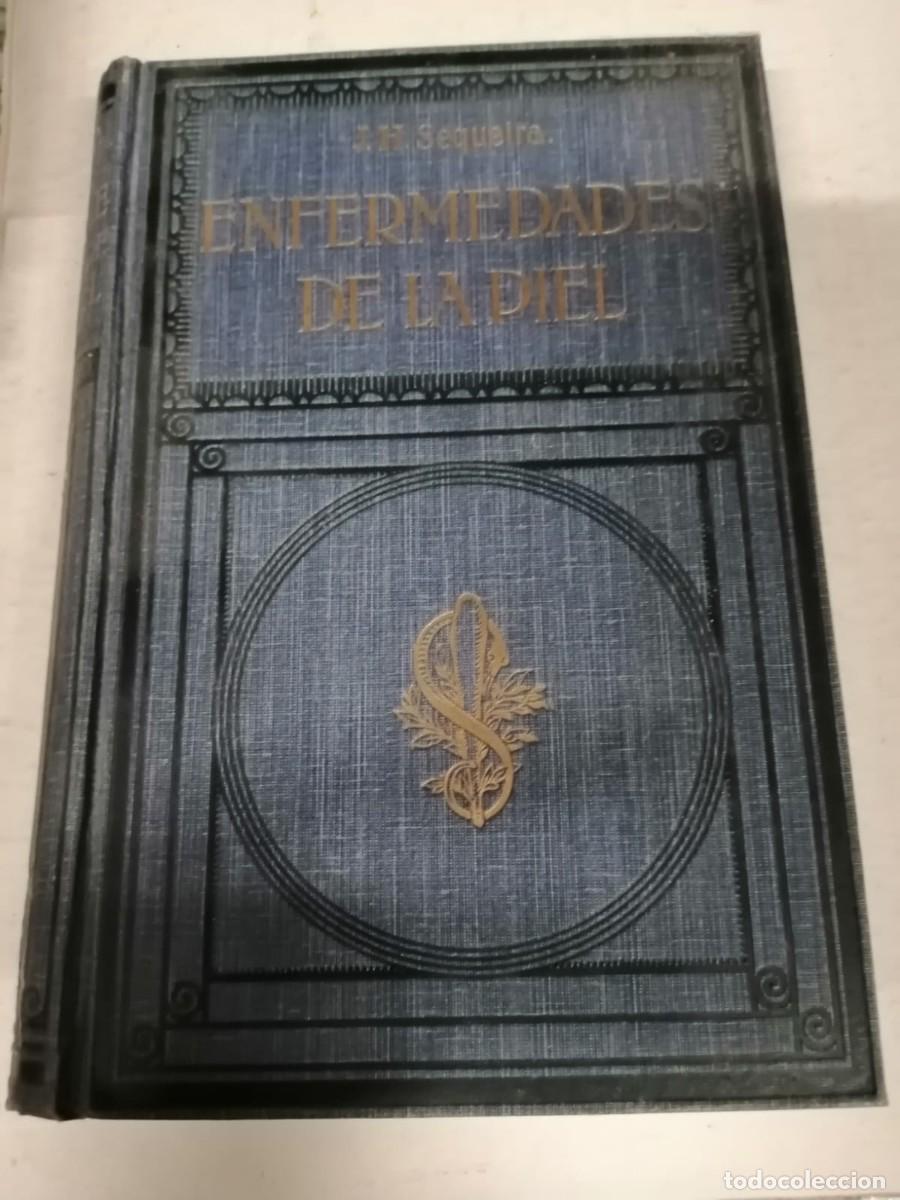 J. H. Sequeira.
ENFERMEDADES
DE LA PIEL
todocoleccion